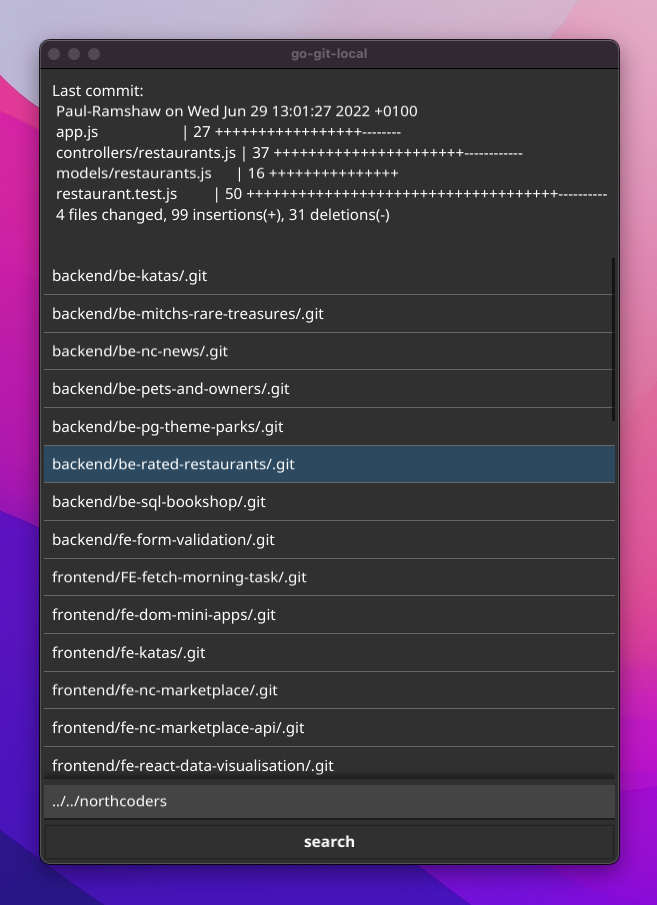 go-git-local
Last commit:
Paul-Ramshaw on Wed Jun 29 13:01:27 2022 +0100
app.js | 27 +++++++++++++++++--------
controllers/restaurants.js | 37 ++++++++++++++++++++++-----------
models/restaurants.js | 16 +++++++++++++++
restaurant.test.js | 50 ++++++++++++++++++++++++++++++++++++----------
4 files changed, 99 insertions(+), 31 deletions(-)
backend/be-katas/.git
backend/be-mitchs-rare-treasures/.git
backend/be-nc-news/.git
backend/be-pets-and-owners/.git
backend/be-pg-theme-parks/.git
backend/be-rated-restaurants/.git
backend/be-sql-bookshop/.git
backend/fe-form-validation/.git
frontend/FE-fetch-morning-task/.git
frontend/fe-dom-mini-apps/.git
frontend/fe-katas/.git
frontend/fe-nc-marketplace/.git
frontend/fe-nc-marketplace-api/.git
frontend/fe-react-data-visualisation/.git
../../northcoders
search